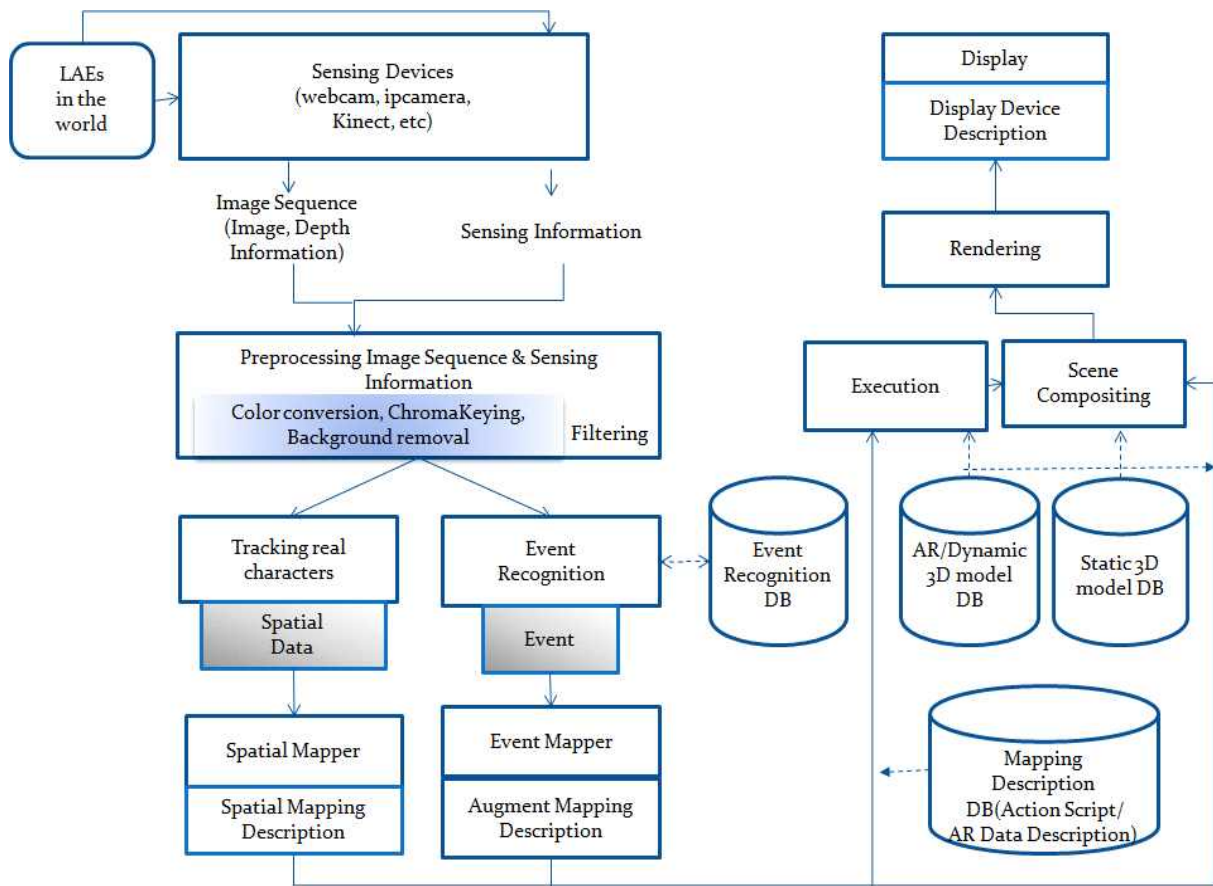 LAEs
in the
world
Sensing Devices
(webcam, ipcamera,
Kinect, etc)
Image Sequence
(Image, Depth
Information)
Sensing Information
Preprocessing Image Sequence & Sensing
Information
Color conversion, ChromaKeying,
Background removal
Filtering
Tracking real
characters
Spatial
Data
Event
Recognition
Event
Event
Recognition
DB
Spatial Mapper
Spatial Mapping
Description
Event Mapper
Augment Mapping
Description
Display
Display Device
Description
Rendering
Execution
Scene
Compositing
AR/Dynamic
3D model
DB
Static 3D
model DB
Mapping
Description
DB(Action Script/
AR Data Description)